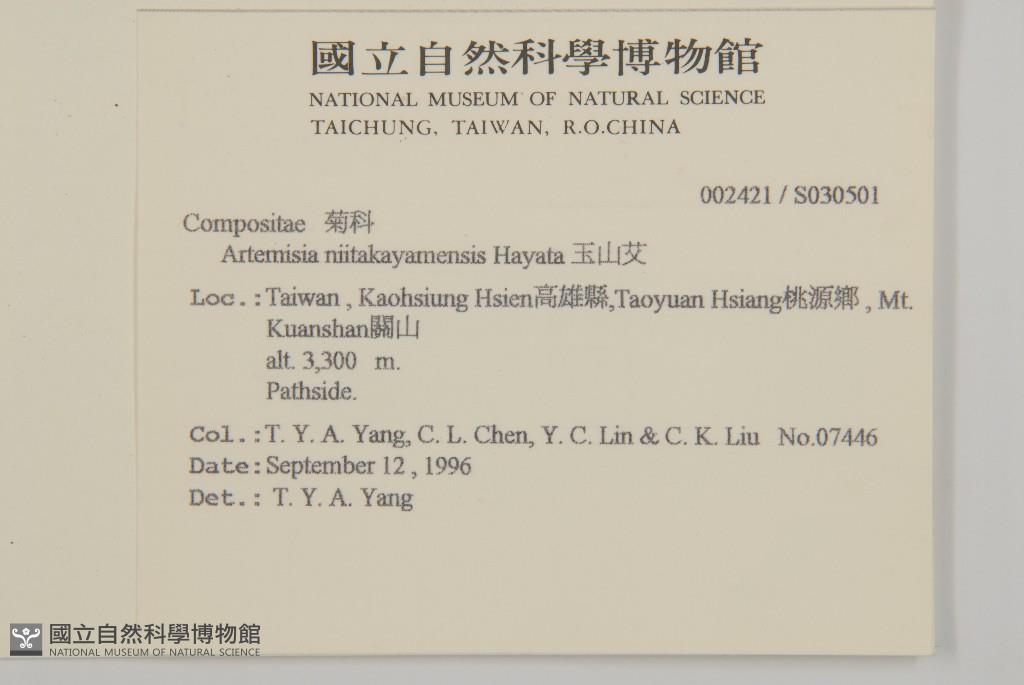 國立自然科學博物館
NATIONAL MUSEUM OF NATURAL SCIENCE
TAICHUNG, TAIWAN, R.O.CHINA
002421 / S030501
Compositae 菊科
Artemisia niitakayamensis Hayata 玉山艾
Loc.:Taiwan , Kaohsiung Hsien高雄縣,Taoyuan Hsiang桃源鄉 , Mt.
Kuanshan關山
alt. 3,300 m.
Pathside.
Col.:T. Y. A. Yang, C. L. Chen, Y. C. Lin & C. K. Liu No.07446
Date:September 12 , 1996
Det.: T. Y. A. Yang
國立自然科學博物館
NATIONAL MUSEUM OF NATURAL SCIENCE